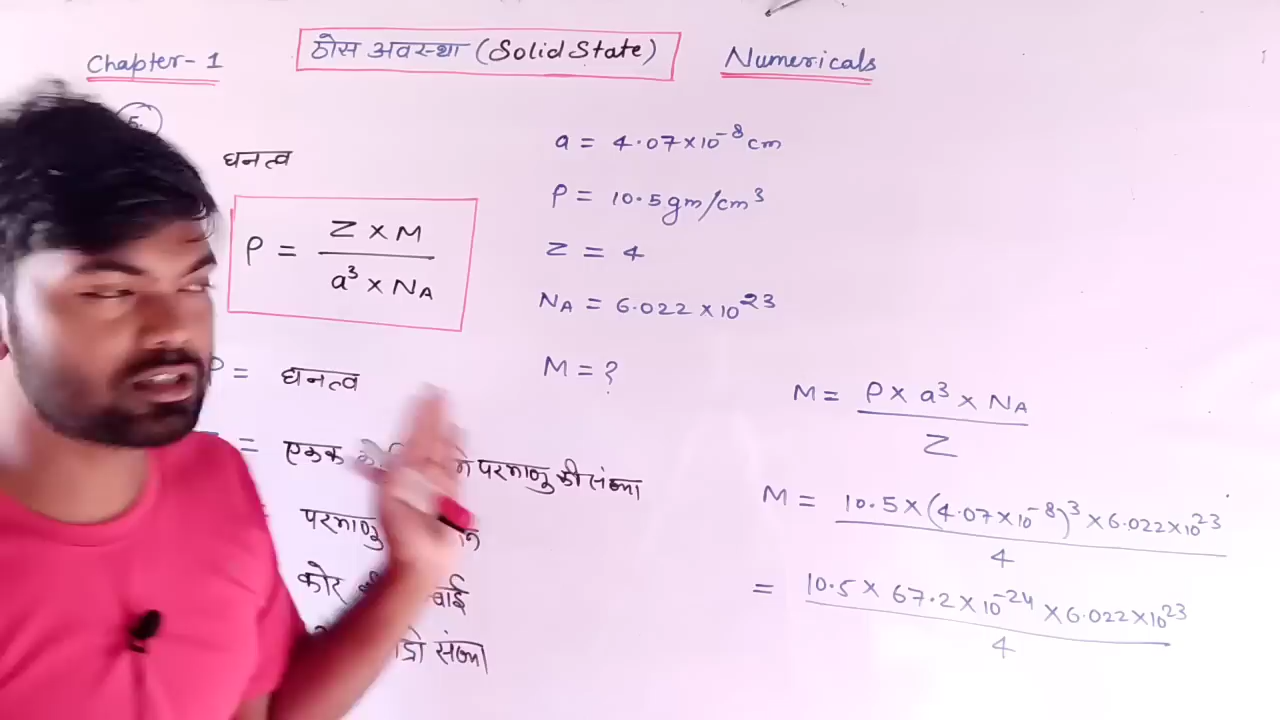 Chapter-1
ठोस अवस्था (Solid State)
Numericals
5.
घनत्व
ρ = Z × M / a³ × NA
a = 4.07×10⁻⁸ cm
ρ = 10.5 gm/cm³
Z = 4
NA = 6.022 × 10²³
M = ?
ρ = घनत्व
= एकक परमाणु की संख्या
परमाणु
कोर
संख्या
M = ρ × a³ × NA / Z
M = 10.5 × (4.07×10⁻⁸)³ × 6.022×10²³ / 4
= 10.5 × 67.2 × 10⁻²⁴ × 6.022×10²³ / 4